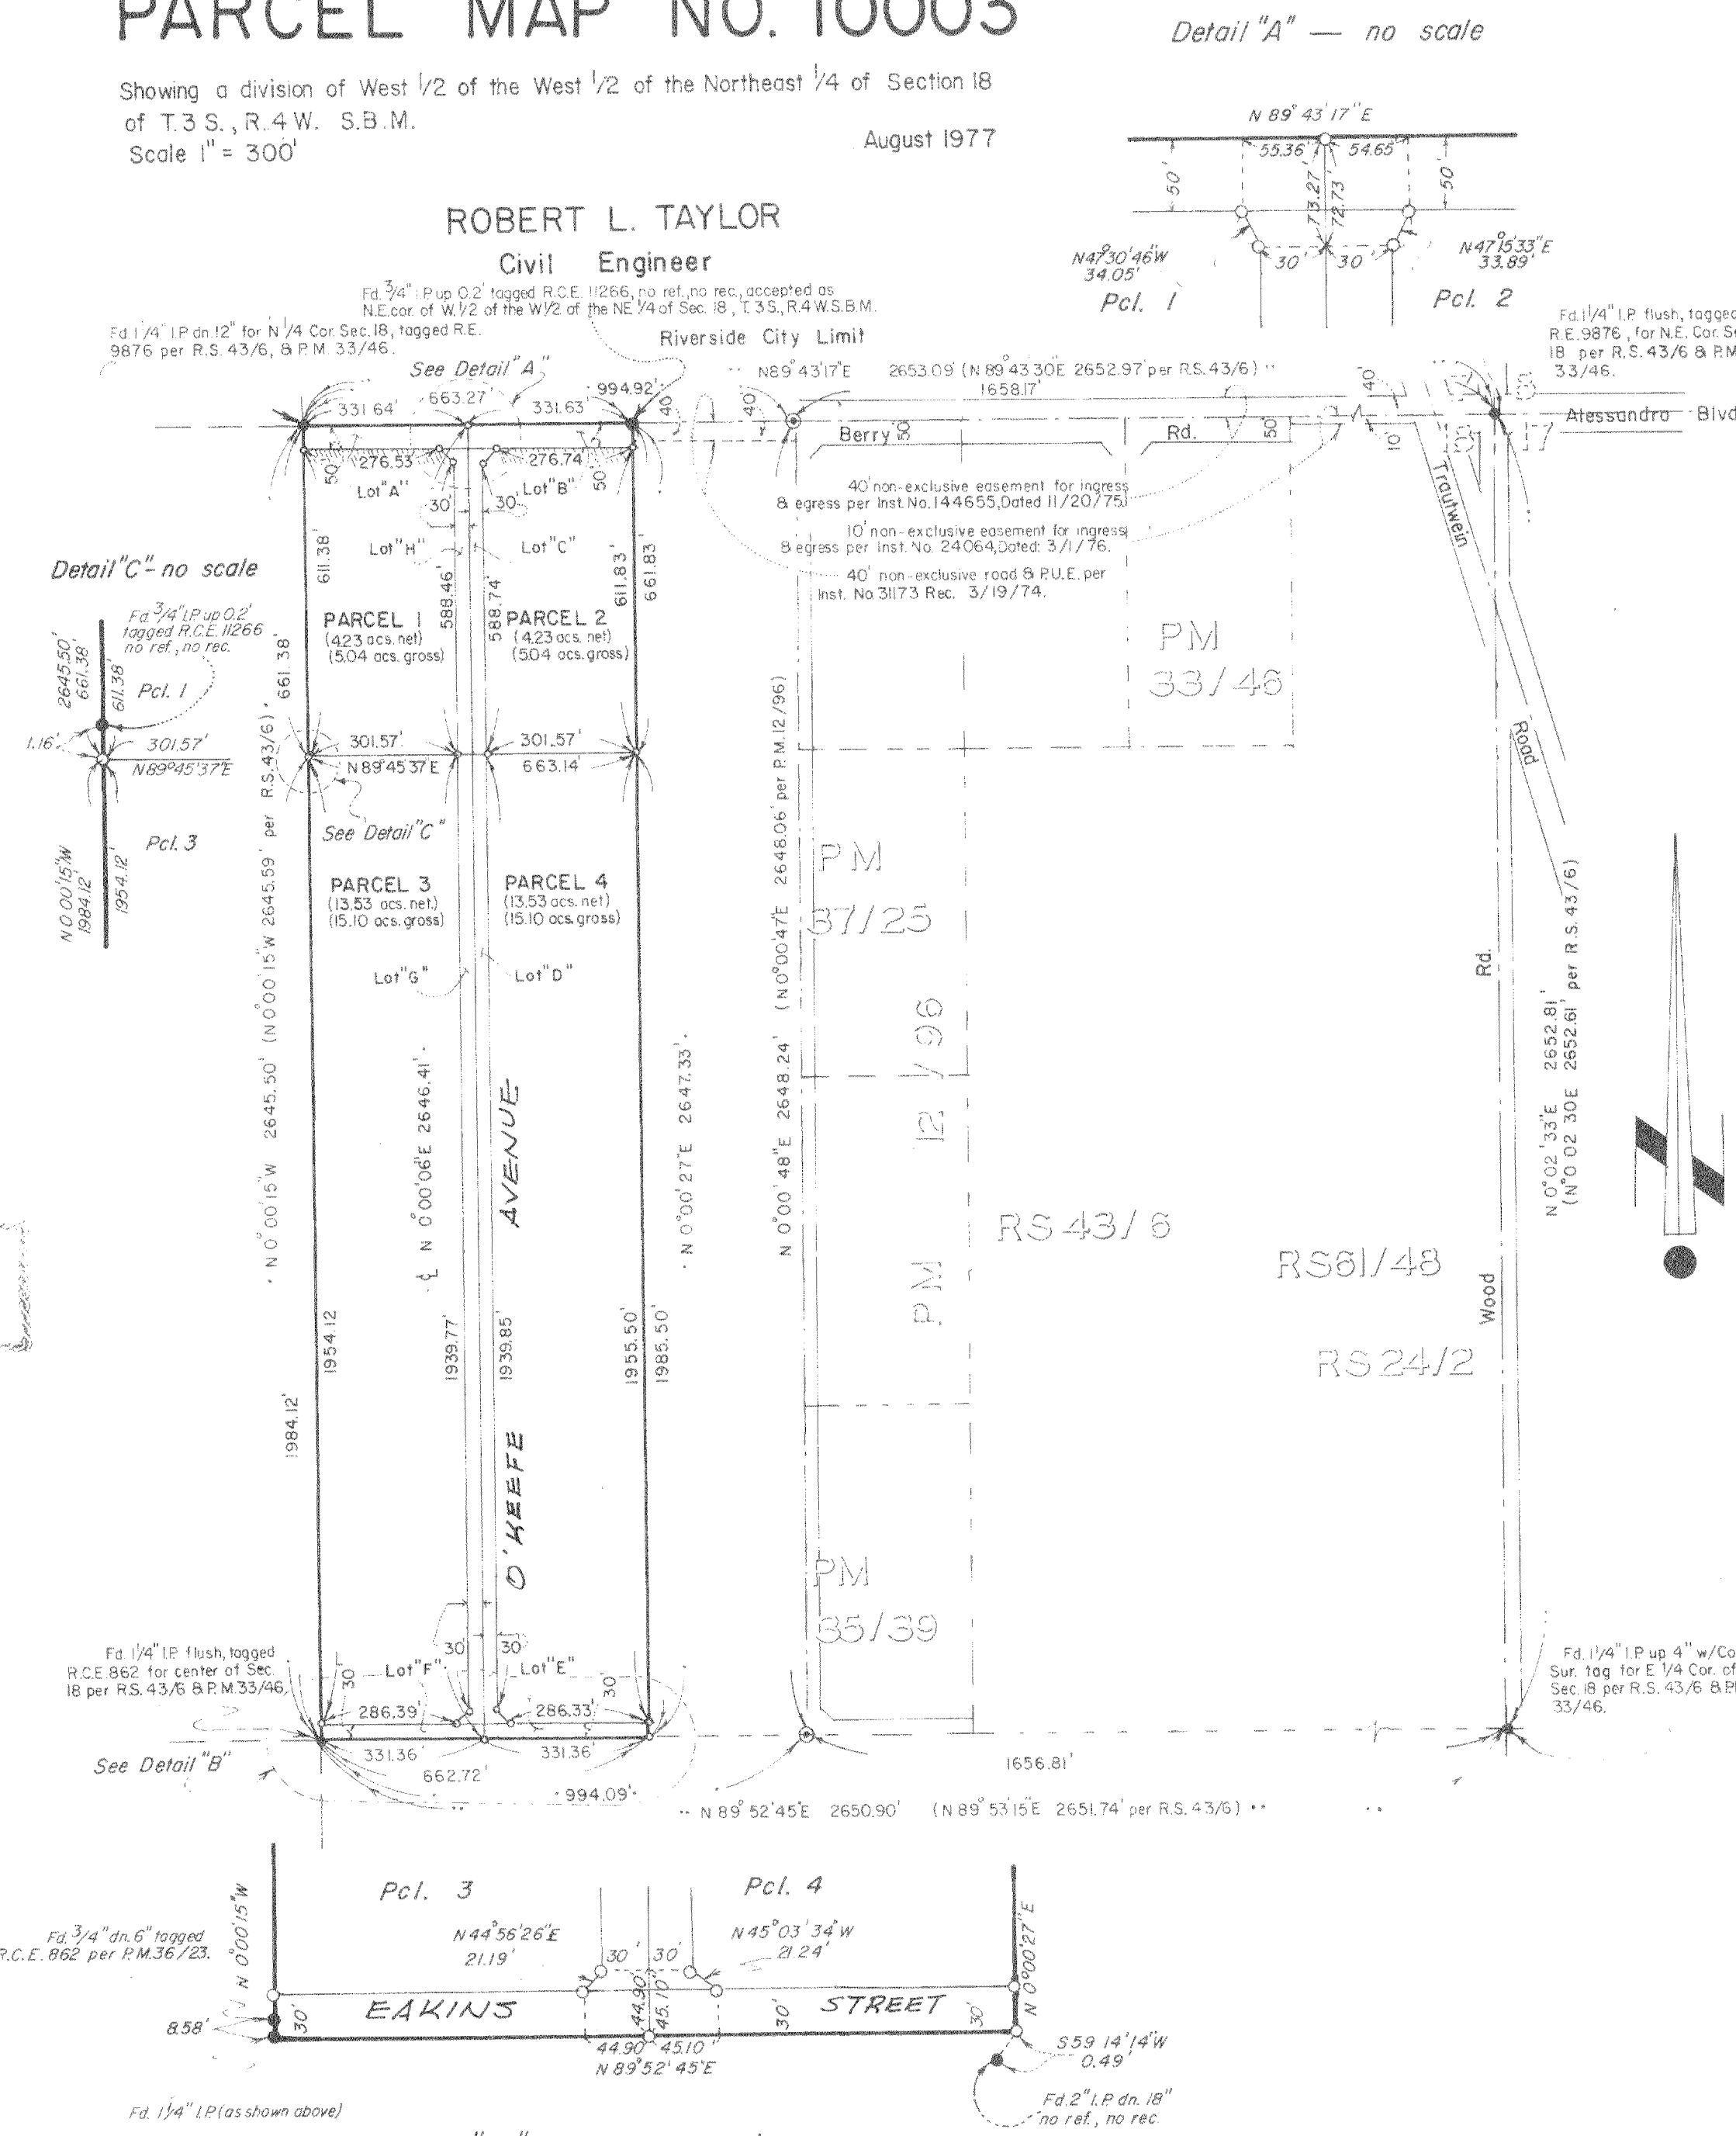 PARCEL MAP NO. 10003
Showing a division of West 1/2 of the West 1/2 of the Northeast 1/4 of Section 18
of T.3 S., R.4 W. S.B.M.
Scale 1" = 300'
August 1977
ROBERT L. TAYLOR
Civil Engineer
Detail "A" — no scale
N 89° 43' 17" E
55.36'
54.65'
50'
73.27'
72.73'
50'
N47°30'46"W
34.05'
30'
30'
N47°15'33"E
33.89'
Pcl. 1
Pcl. 2
Fd. 3/4" I.P. up 0.2' tagged R.C.E. 11266, no ref., no rec., accepted as
N.E. cor. of W.1/2 of the W1/2 of the NE 1/4 of Sec. 18, T.3S., R.4W.S.B.M.
Fd. 1 1/4" I.P. dn. 12" for N 1/4 Cor. Sec. 18, tagged R.E.
9876 per R.S. 43/6, & P.M. 33/46.
Riverside City Limit
Fd. 1 1/4" I.P. flush, tagged
R.E. 9876, for N.E. Cor.
18 per R.S. 43/6 & P.M.
33/46.
See Detail "A"
N89°43'17"E 2653.09' (N 89°43'30"E 2652.97' per R.S. 43/6)
1658.17'
663.27'
994.92'
331.64'
331.63'
40'
40'
40'
10'
Berry Rd.
50'
50'
Alessandro Blvd
Trautwein
Road
276.53'
276.74'
50'
50'
Lot "A"
Lot "B"
30'
30'
Lot "H"
Lot "C"
40' non-exclusive easement for ingress
& egress per Inst. No. 144655, Dated 11/20/75.
10' non-exclusive easement for ingress
& egress per Inst. No. 24064, Dated: 3/1/76.
40' non-exclusive road & P.U.E. per
Inst. No. 31173 Rec. 3/19/74.
611.38'
588.46'
588.74'
611.83'
661.83'
661.38'
PARCEL 1
(4.23 acs. net)
(5.04 acs. gross)
PARCEL 2
(4.23 acs. net)
(5.04 acs. gross)
PM
33/46
Detail "C" - no scale
Fd. 3/4" I.P. up 0.2'
tagged R.C.E. 11266
no ref., no rec.
2645.50'
661.38'
611.38'
Pcl. 1
1.16'
301.57'
N89°45'37"E
Pcl. 3
N 0°00'15"W
1984.12'
1954.12'
301.57'
301.57'
N89°45'37"E
663.14'
See Detail "C"
PARCEL 3
(13.53 acs. net.)
(15.10 acs. gross)
PARCEL 4
(13.53 acs. net)
(15.10 acs. gross)
Lot "G"
Lot "D"
PM
37/25
N 0°00'15"W 2645.50' (N 0°00'15"W 2645.59' per R.S. 43/6)
℄ N 0°00'06"E 2646.41'
O'KEEFE AVENUE
N 0°00'27"E 2647.33'
N 0°00'48"E 2648.24' (N 0°00'47"E 2648.06' per P.M. 12/96)
PM 12/96
RS 43/6
RS 61/48
RS 24/2
Wood Rd.
N 0°02'33"E 2652.81'
(N 0°02'30"E 2652.61' per R.S. 43/6)
1984.12'
1954.12
1939.77'
1939.85'
1955.50'
1985.50'
PM
35/39
Fd. 1 1/4" I.P. flush, tagged
R.C.E. 862 for center of Sec.
18 per R.S. 43/6 & P.M. 33/46.
30
30
Lot "F"
Lot "E"
30'
30'
286.39'
286.33'
331.36'
331.36'
662.72'
994.09'
See Detail "B"
1656.81'
N 89°52'45"E 2650.90' (N 89°53'15"E 2651.74' per R.S. 43/6)
Fd. 1 1/4" I.P. up 4" w/Co
Sur. tag for E 1/4 Cor. of
Sec. 18 per R.S. 43/6 &
33/46.
Pcl. 3
Pcl. 4
N 0°00'15"W
N 0°00'27"E
Fd. 3/4" dn. 6" tagged
R.C.E. 862 per P.M. 36/23.
N44°56'26"E
21.19'
N45°03'34"W
21.24'
30'
30'
44.90'
45.10'
EAKINS STREET
30'
30'
30'
8.58'
44.90'
45.10'
N 89°52'45"E
S59°14'14"W
0.49'
Fd. 2" I.P. dn. 18"
no ref., no rec.
Fd. 1 1/4" I.P. (as shown above)